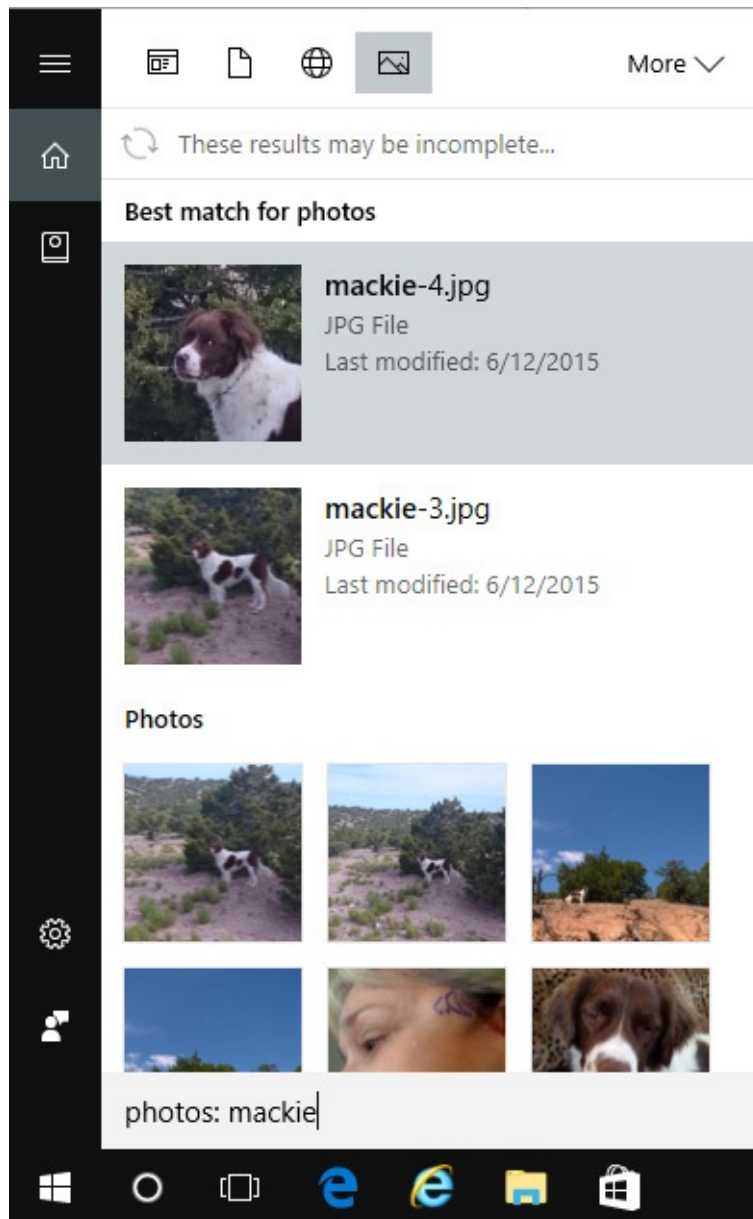 More
These results may be incomplete...
Best match for photos
mackie-4.jpg
JPG File
Last modified: 6/12/2015
mackie-3.jpg
JPG File
Last modified: 6/12/2015
Photos
photos: mackie